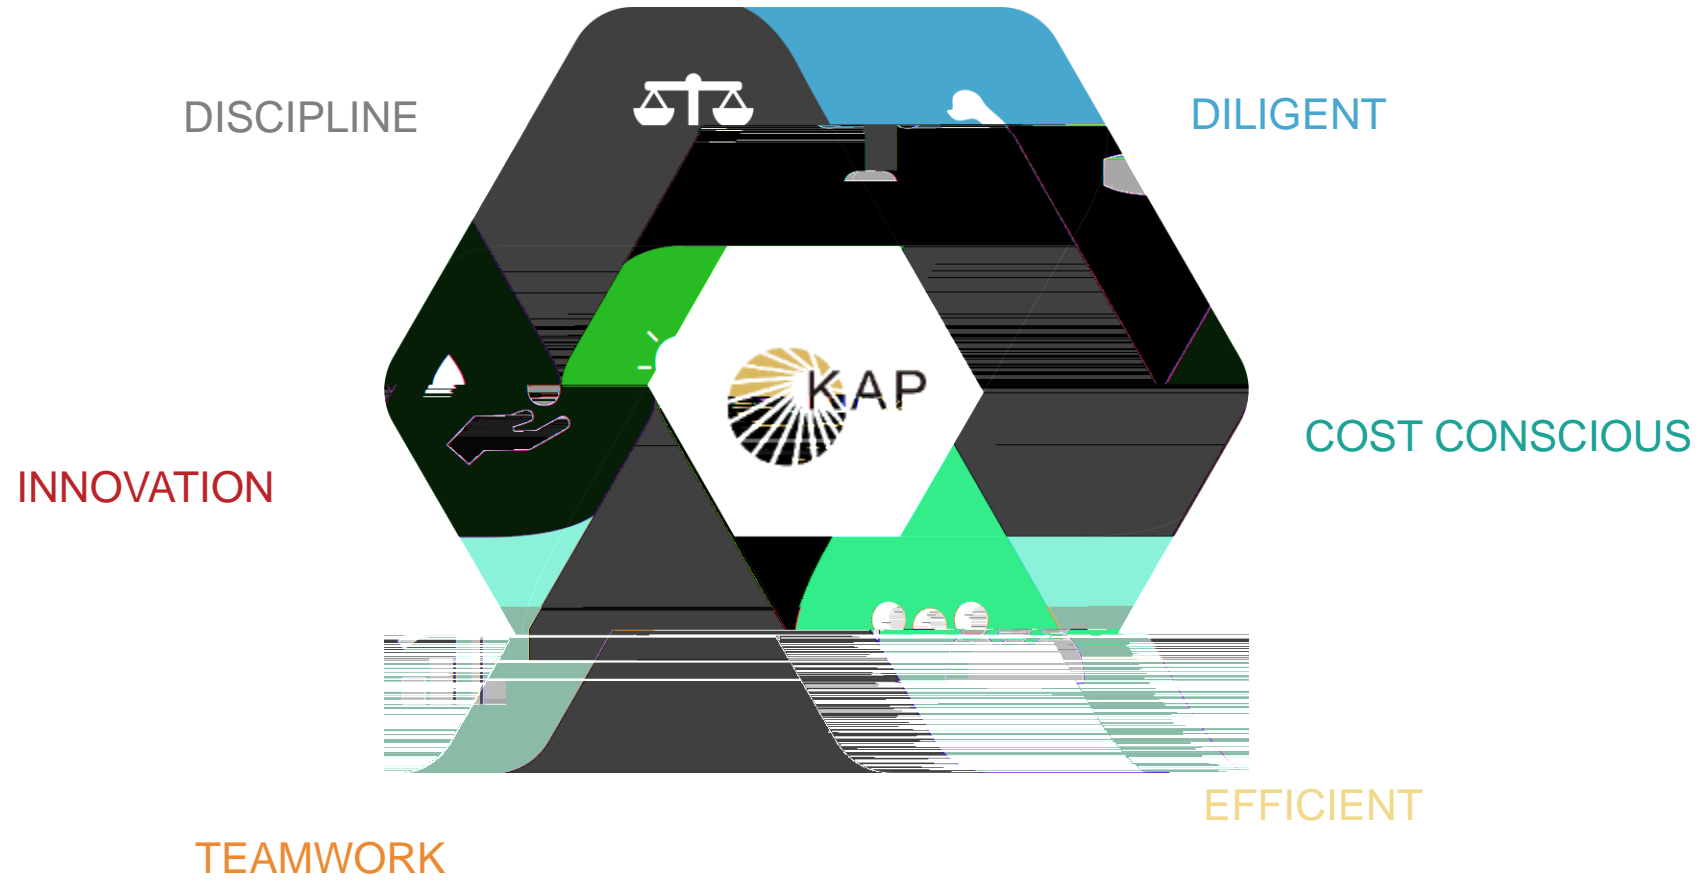 DISCIPLINE
DILIGENT
KAP
COST CONSCIOUS
INNOVATION
EFFICIENT
TEAMWORK